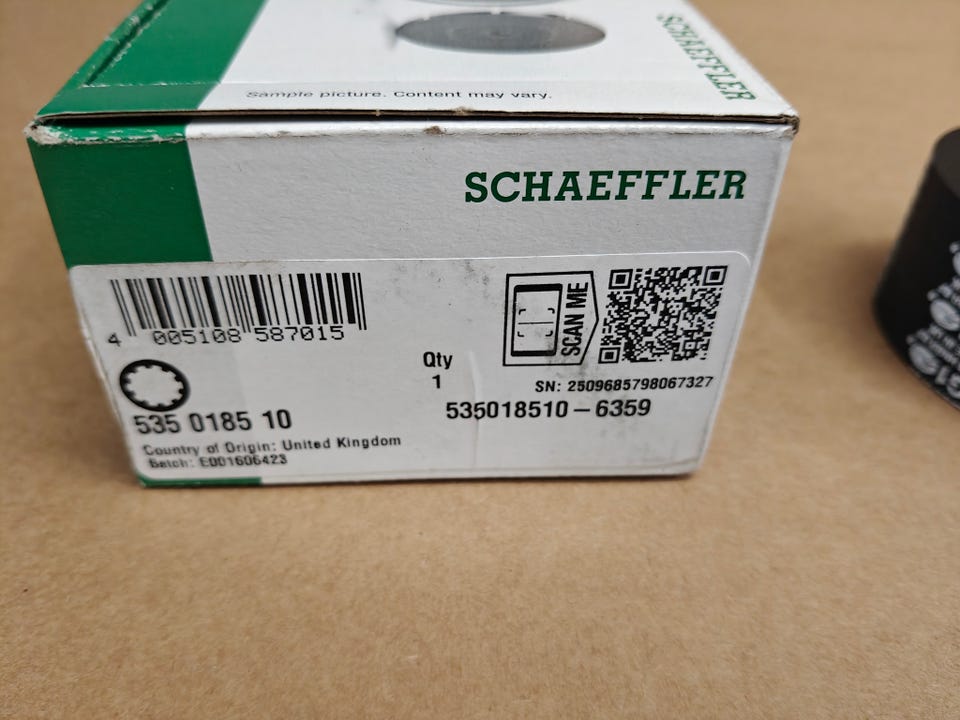 Sample picture. Content may vary.
SCHAEFFLER
SCHAEFFLER
4 005108 587015
SCAN ME
Qty
1
SN: 2509685798067327
535 0185 10
535018510 – 6359
Country of Origin: United Kingdom
Batch: E001606423